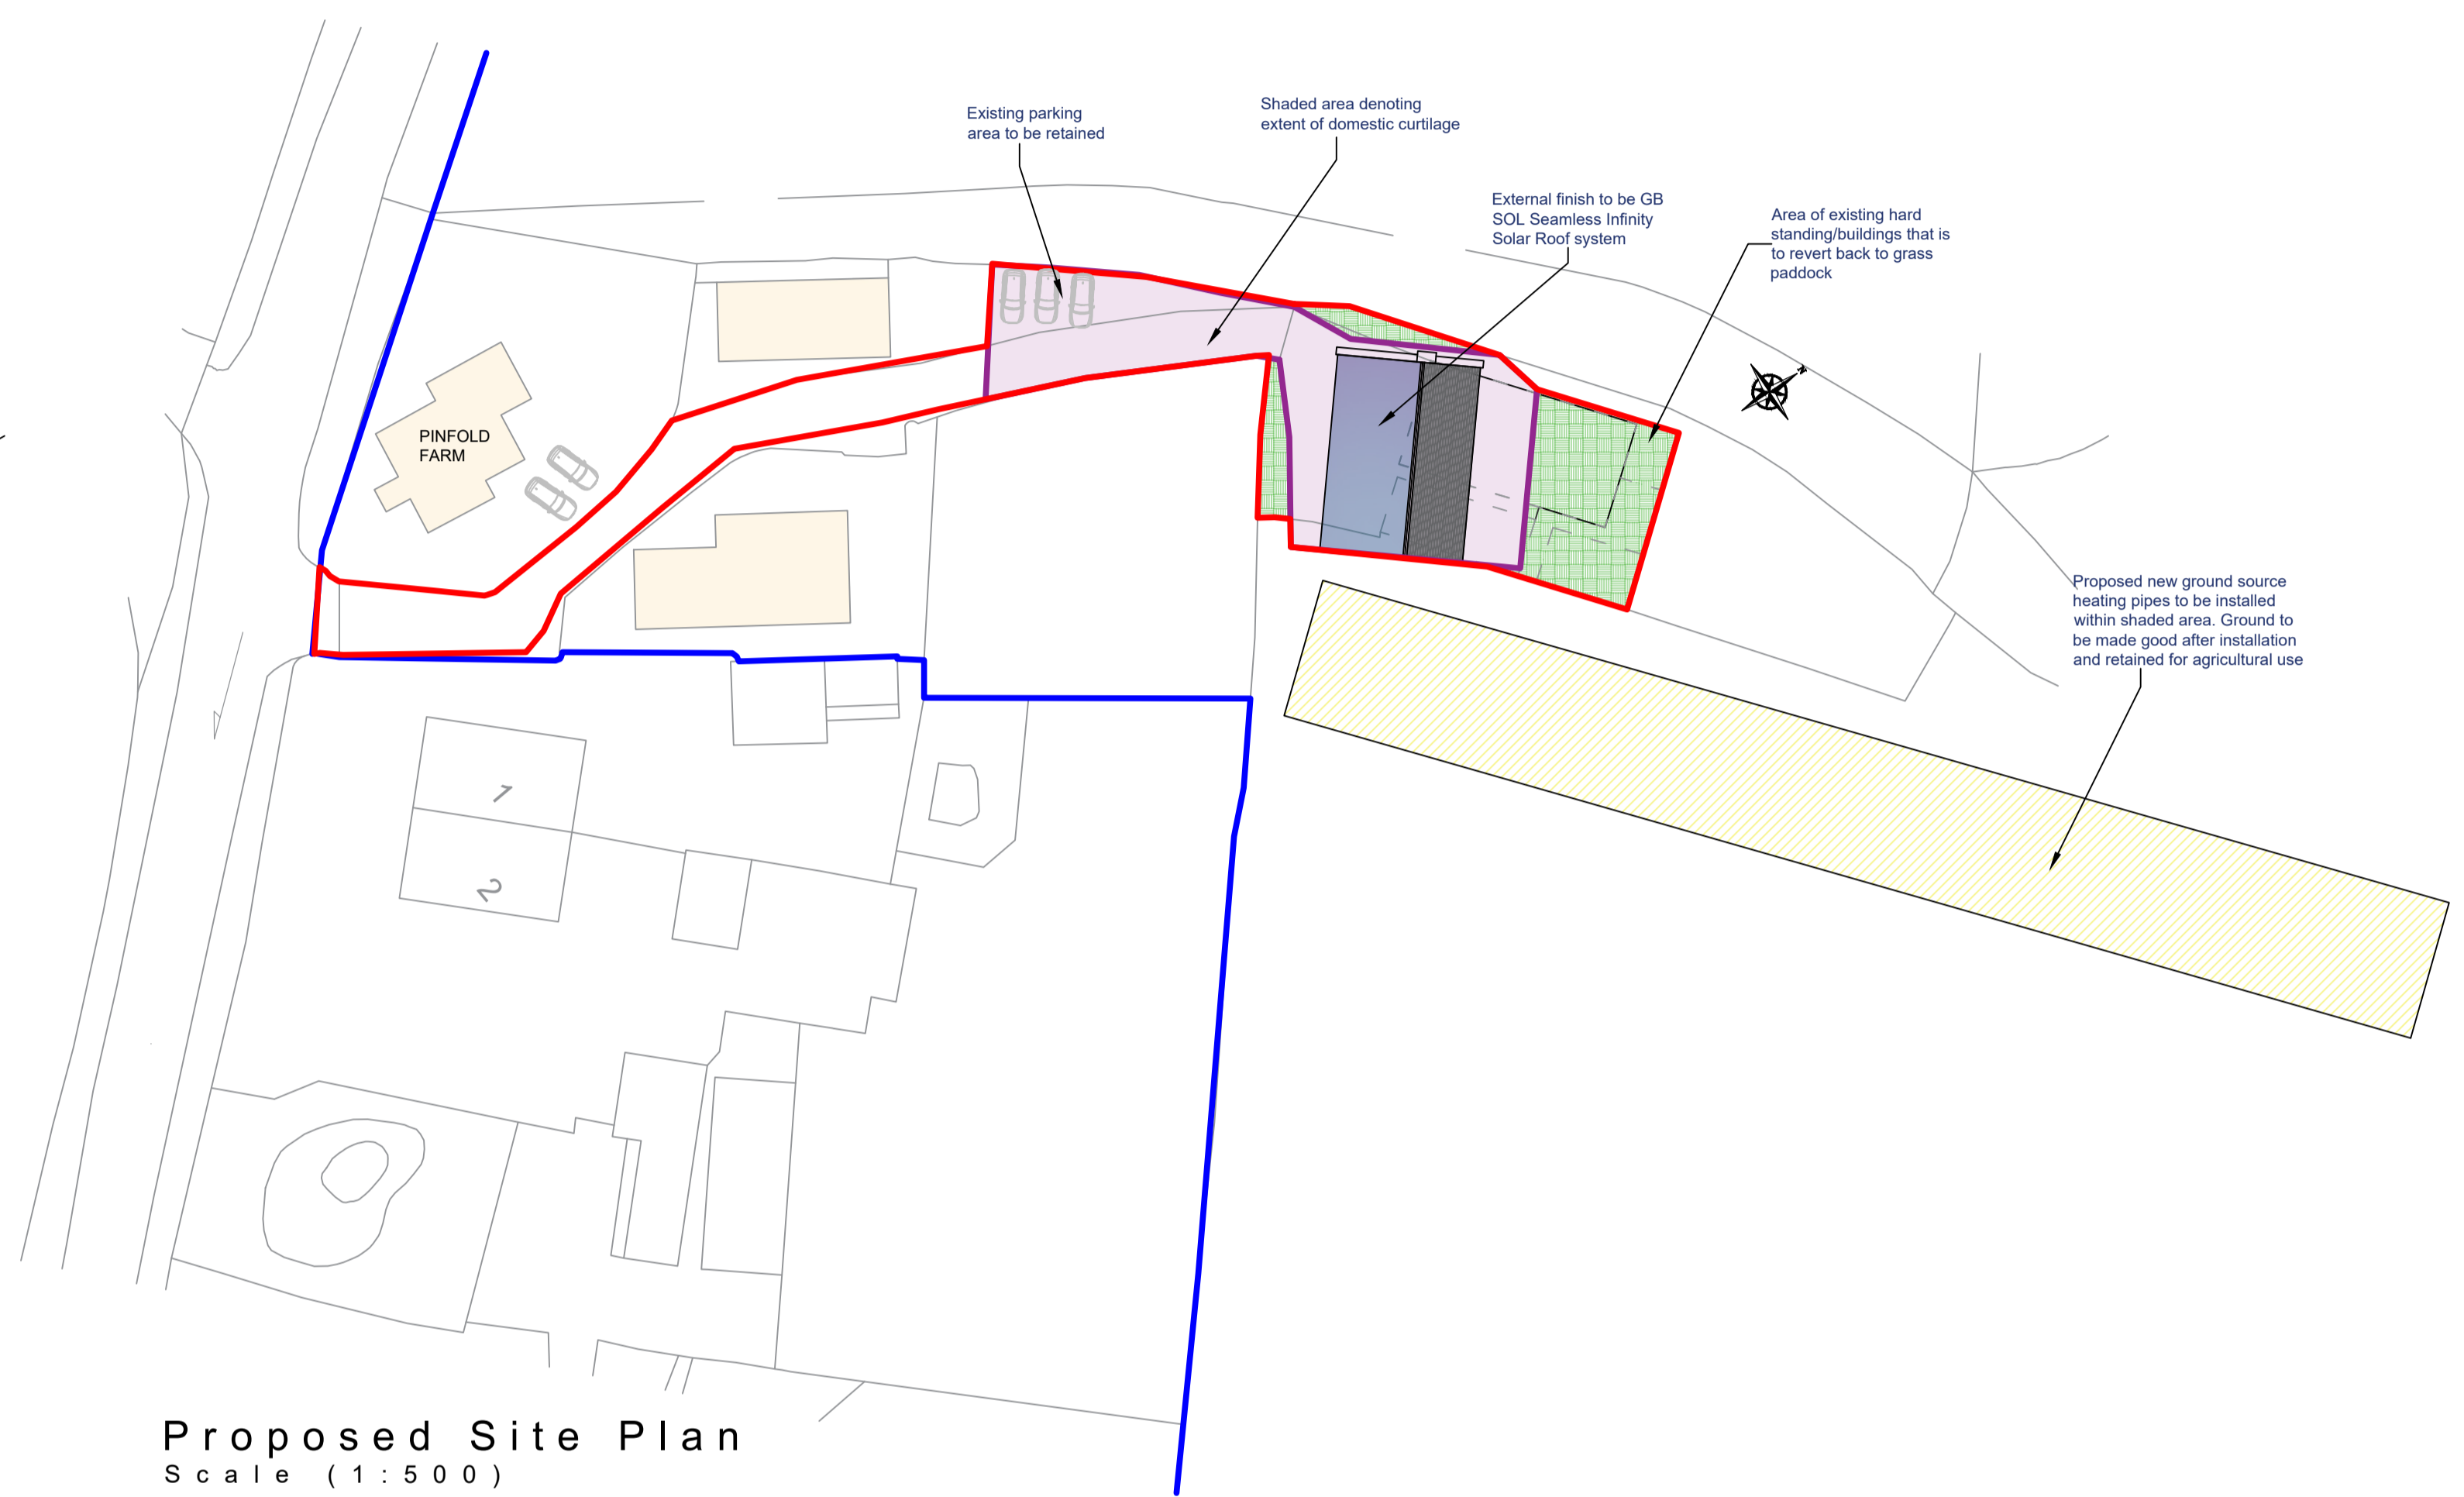 Existing parking
area to be retained
Shaded area denoting
extent of domestic curtilage
External finish to be GB
SOL Seamless Infinity
Solar Roof system
Area of existing hard
standing/buildings that is
to revert back to grass
paddock
PINFOLD
FARM
Proposed new ground source
heating pipes to be installed
within shaded area. Ground to
be made good after installation
and retained for agricultural use
1
2
N
Proposed Site Plan
Scale (1:500)